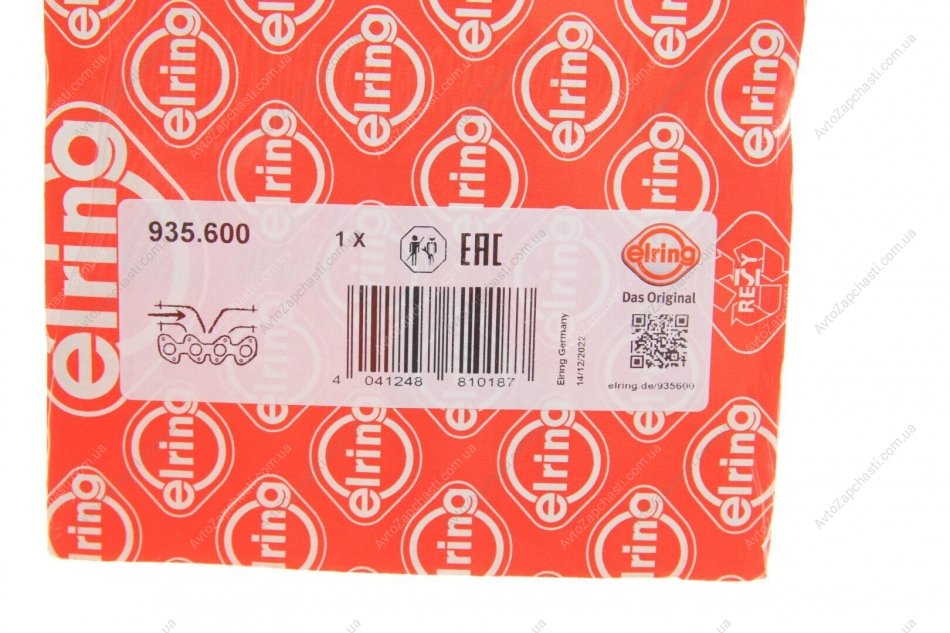 935.600
1 X
EAC
elring
Das Original
4 041248 810187
Elring Germany
14/12/2022
elring.de/935600
RESY
elring
AvtoZapchasti.com.ua